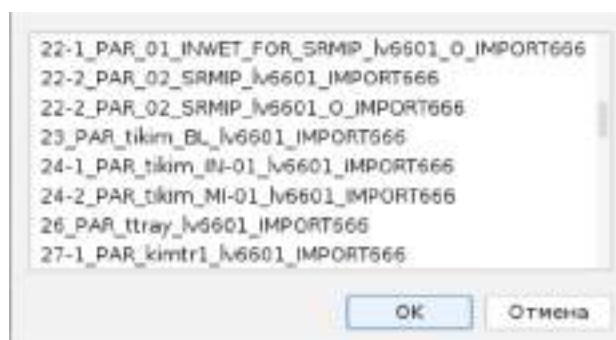 22-1_PAR_01_INWET_FOR_SRMIP_lv6601_O_IMPORT666
22-2_PAR_02_SRMIP_lv6601_IMPORT666
22-2_PAR_02_SRMIP_lv6601_O_IMPORT666
23_PAR_tikim_BL_lv6601_IMPORT666
24-1_PAR_tikim_IN-01_lv6601_IMPORT666
24-2_PAR_tikim_MI-01_lv6601_IMPORT666
26_PAR_ttray_lv6601_IMPORT666
27-1_PAR_kimtr1_lv6601_IMPORT666
OK Отмена